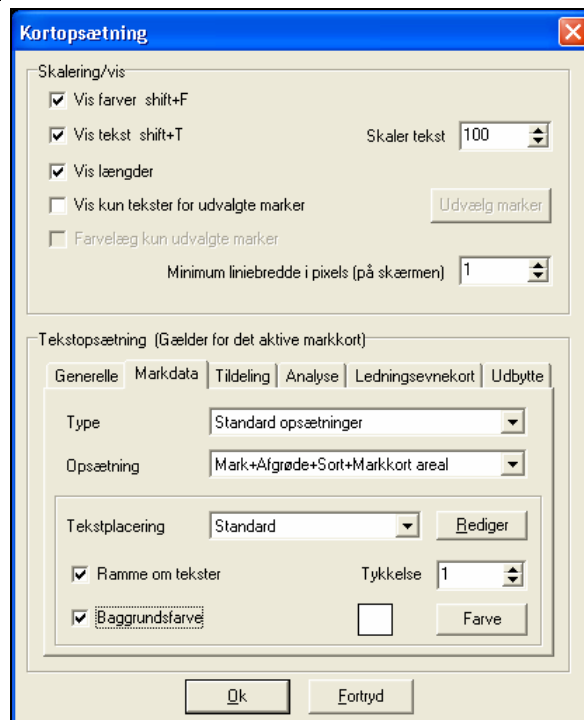 Kortopsætning
Skalering/vis
Vis farver shift+F
Vis tekst shift+T
Skaler tekst 100
Vis længder
Vis kun tekster for udvalgte marker
Udvælg marker
Farvelæg kun udvalgte marker
Minimum liniebredde i pixels (på skærmen) 1
Tekstopsætning (Gælder for det aktive markkort)
Generelle Markdata Tildeling Analyse Ledningsevnekort Udbytte
Type Standard opsætninger
Opsætning Mark+Afgrøde+Sort+Markkort areal
Tekstplacering Standard Rediger
Ramme om tekster Tykkelse 1
Baggrundsfarve Farve
Ok Fortryd